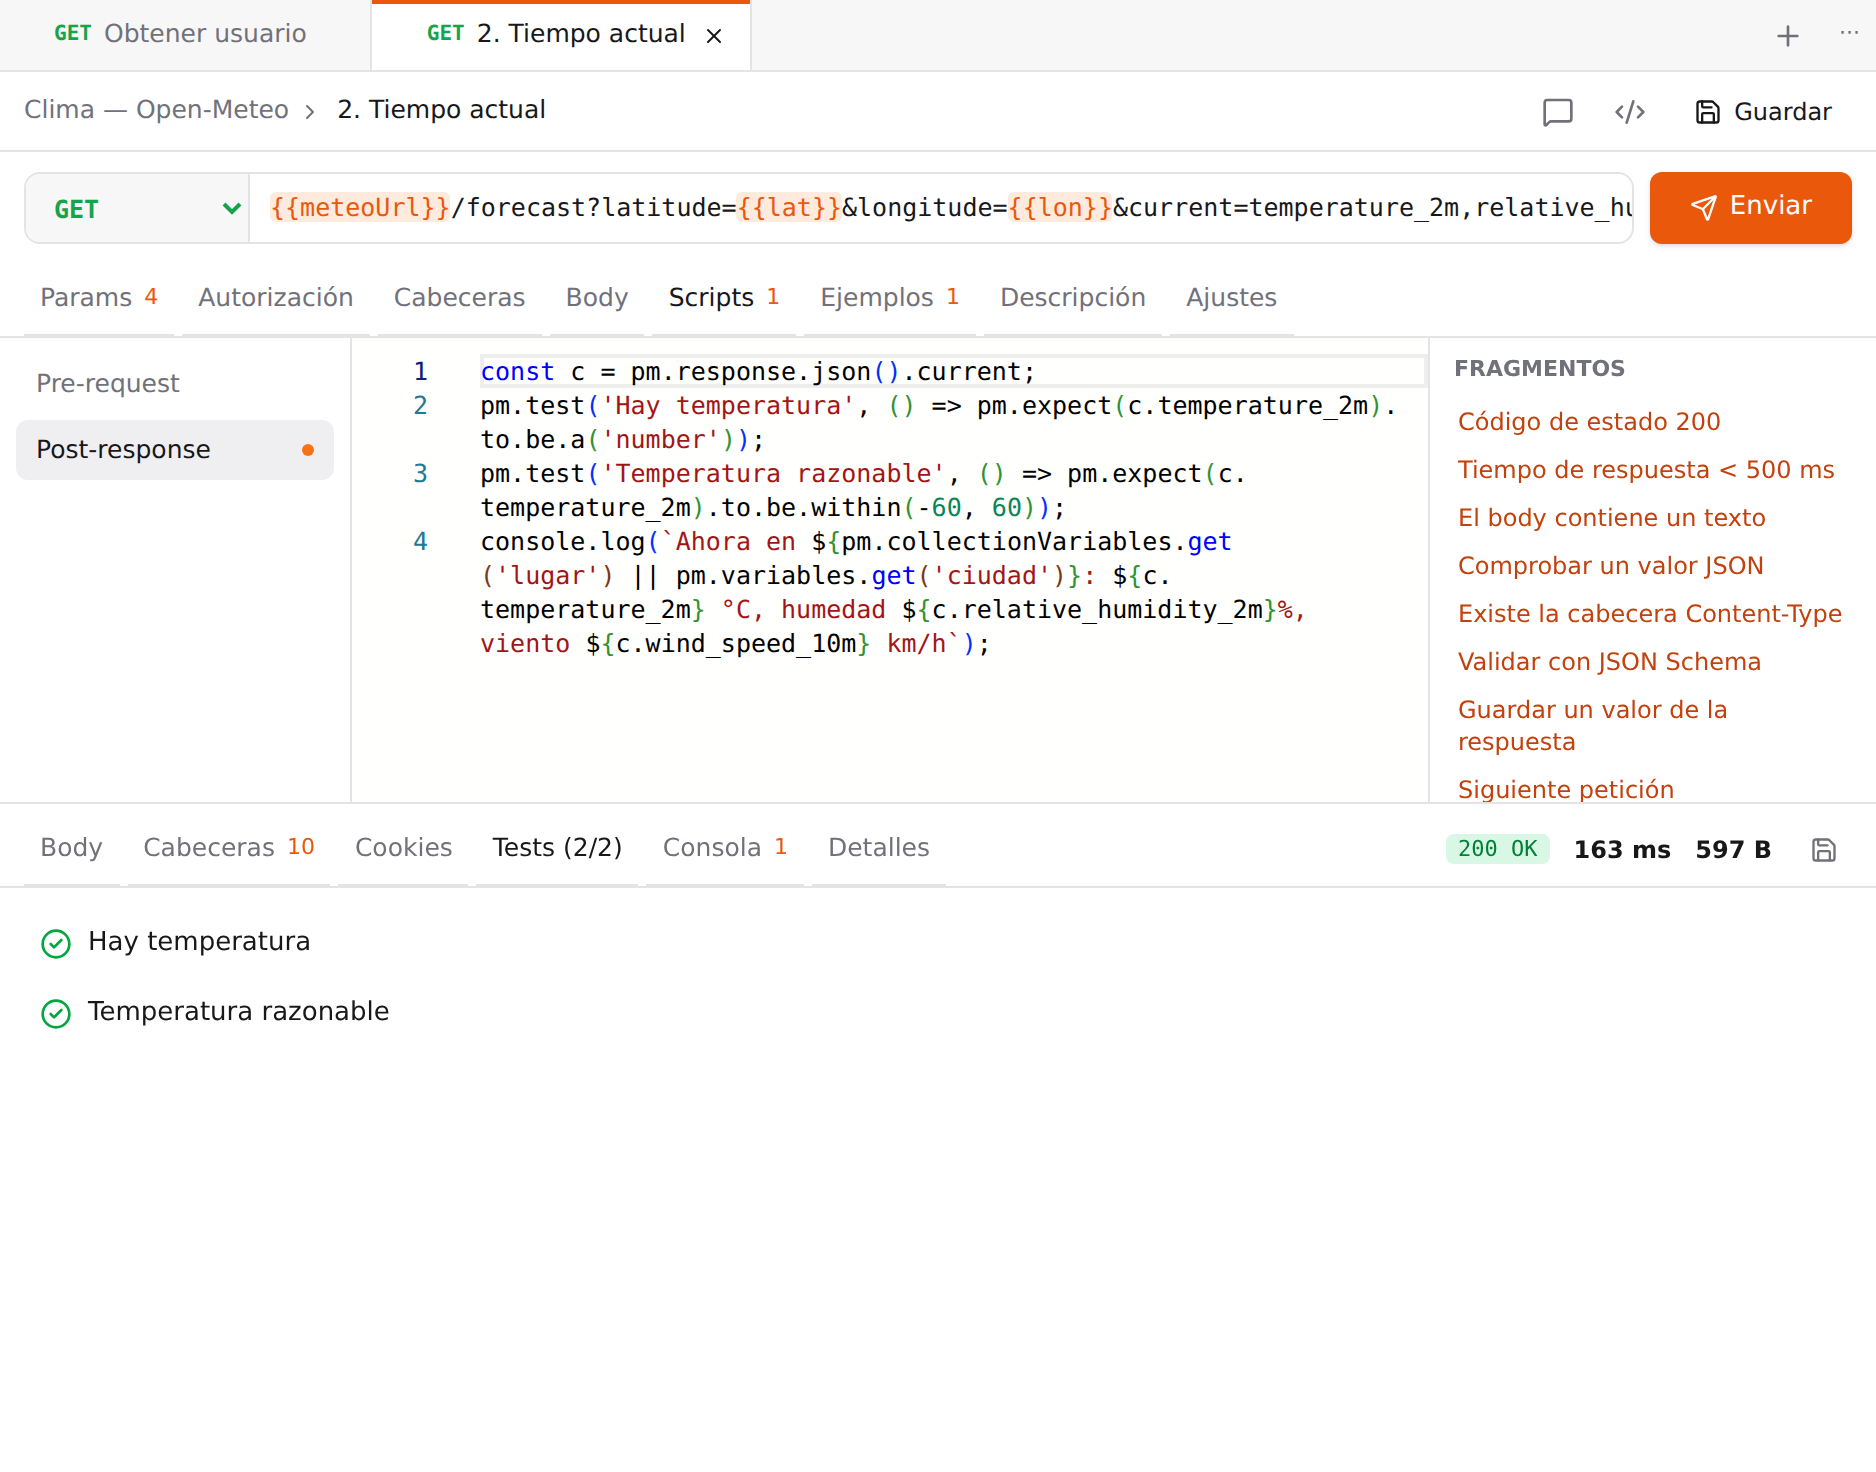 GET Obtener usuario
GET 2. Tiempo actual
Clima — Open-Meteo > 2. Tiempo actual
Guardar
GET
{{meteoUrl}}/forecast?latitude={{lat}}&longitude={{lon}}&current=temperature_2m,relative_hu
Enviar
Params 4 Autorización Cabeceras Body Scripts 1 Ejemplos 1 Descripción Ajustes
Pre-request
Post-response
1 const c = pm.response.json().current;
2 pm.test('Hay temperatura', () => pm.expect(c.temperature_2m).
to.be.a('number'));
3 pm.test('Temperatura razonable', () => pm.expect(c.
temperature_2m).to.be.within(-60, 60));
4 console.log(`Ahora en ${pm.collectionVariables.get
('lugar') || pm.variables.get('ciudad')}: ${c.
temperature_2m} °C, humedad ${c.relative_humidity_2m}%,
viento ${c.wind_speed_10m} km/h`);
FRAGMENTOS
Código de estado 200
Tiempo de respuesta < 500 ms
El body contiene un texto
Comprobar un valor JSON
Existe la cabecera Content-Type
Validar con JSON Schema
Guardar un valor de la
respuesta
Siguiente petición
Body Cabeceras 10 Cookies Tests (2/2) Consola 1 Detalles
200 OK 163 ms 597 B
Hay temperatura
Temperatura razonable